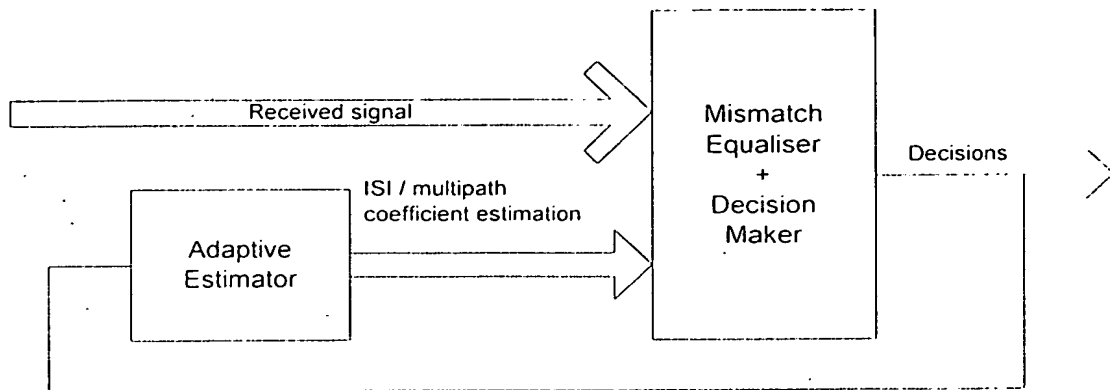 Received signal
Mismatch
Equaliser
+
Decision
Maker
Decisions
ISI / multipath
coefficient estimation
Adaptive
Estimator